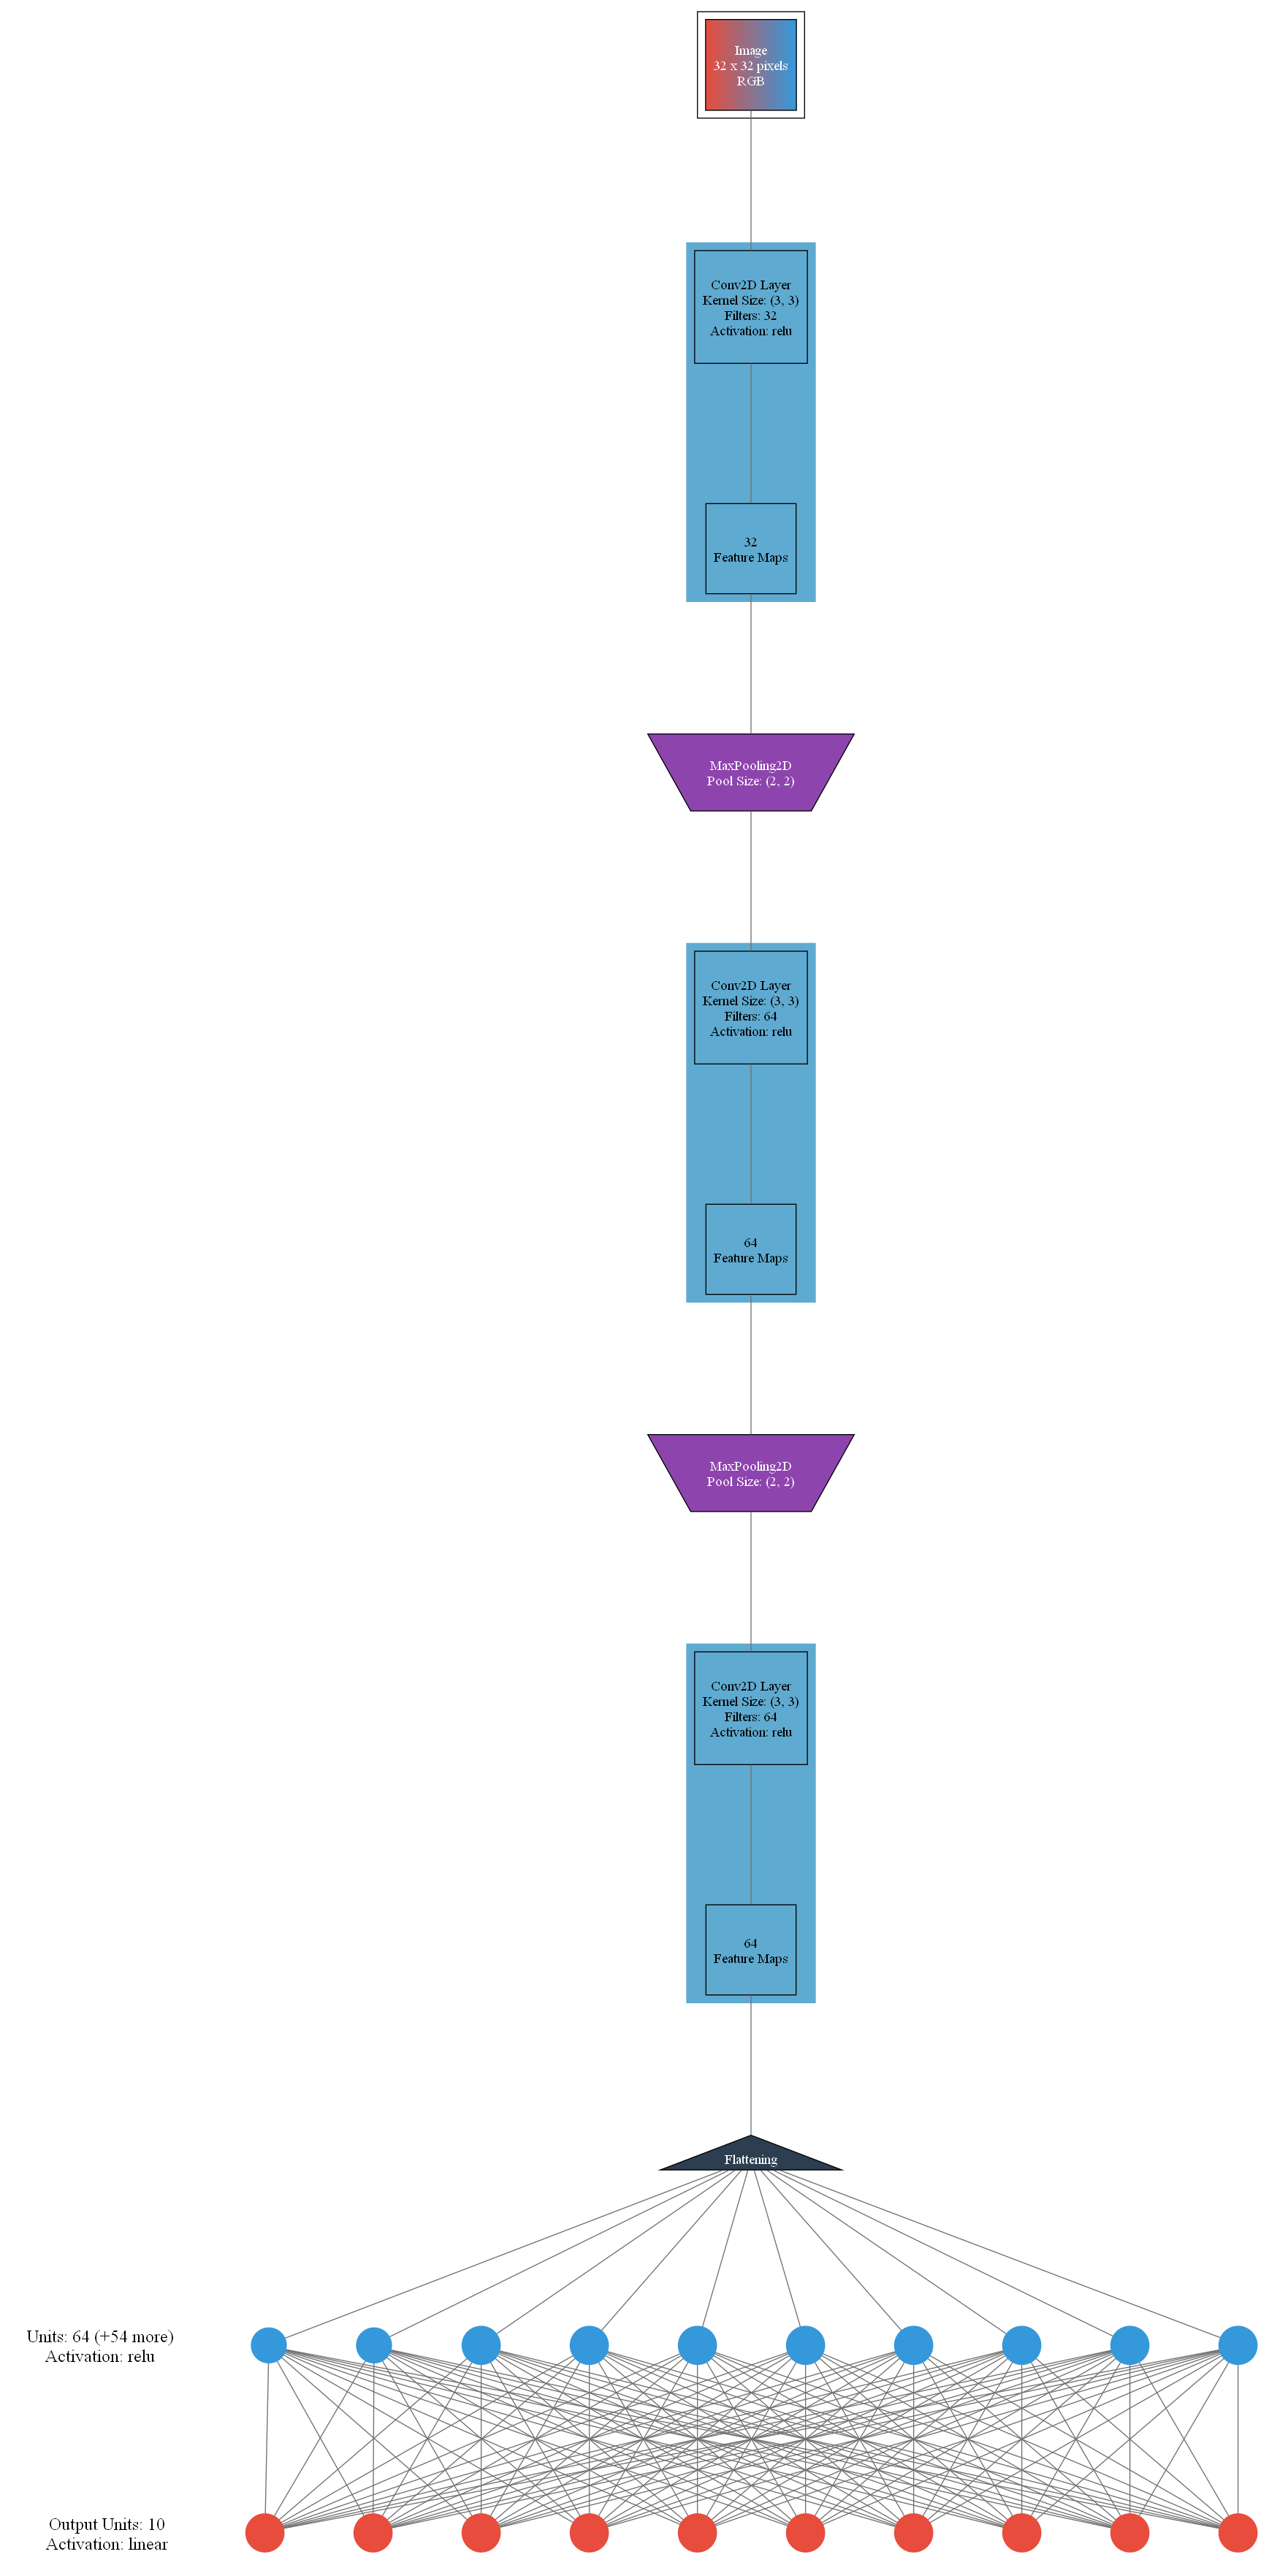 Image
32 x 32 pixels
RGB
Conv2D Layer
Kernel Size: (3, 3)
Filters: 32
Activation: relu
32
Feature Maps
MaxPooling2D
Pool Size: (2, 2)
Conv2D Layer
Kernel Size: (3, 3)
Filters: 64
Activation: relu
64
Feature Maps
MaxPooling2D
Pool Size: (2, 2)
Conv2D Layer
Kernel Size: (3, 3)
Filters: 64
Activation: relu
64
Feature Maps
Flattening
Units: 64 (+54 more)
Activation: relu
Output Units: 10
Activation: linear